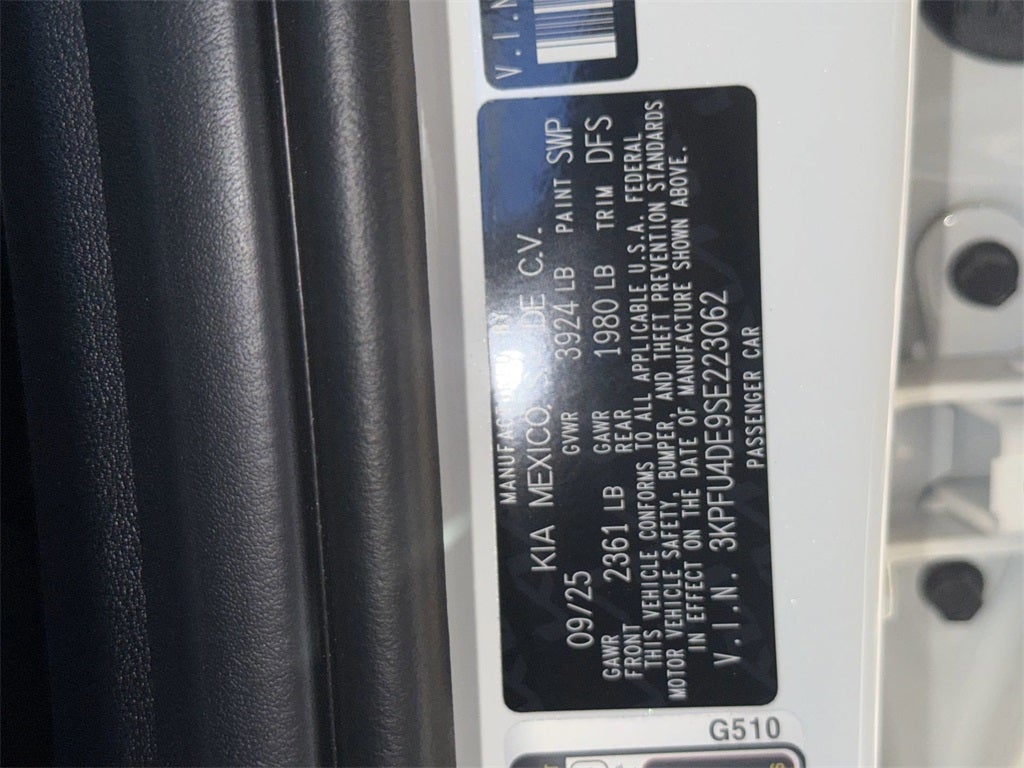 V.I.N
MANUFACTURED BY
KIA MEXICO, DE C.V.
09/25 GVWR 3924 LB PAINT SWP
GAWR FRONT 2361 LB GAWR REAR 1980 LB TRIM DFS
THIS VEHICLE CONFORMS TO ALL APPLICABLE U.S.A. FEDERAL
MOTOR VEHICLE SAFETY, BUMPER, AND THEFT PREVENTION STANDARDS
IN EFFECT ON THE DATE OF MANUFACTURE SHOWN ABOVE.
V.I.N. 3KPFU4DE9SE223062
PASSENGER CAR
G510